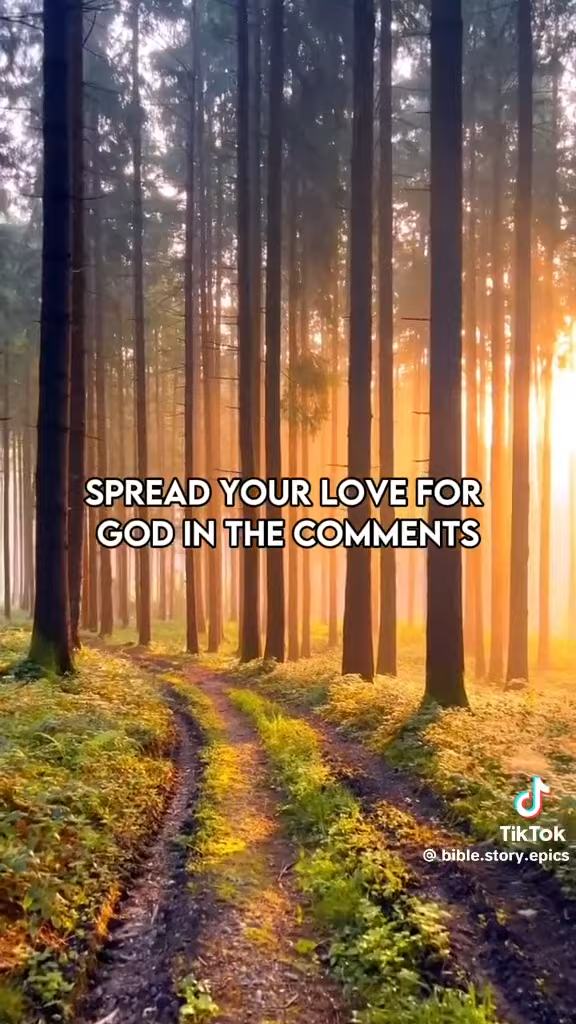 SPREAD YOUR LOVE FOR
GOD IN THE COMMENTS
TikTok
@bible.story.epics